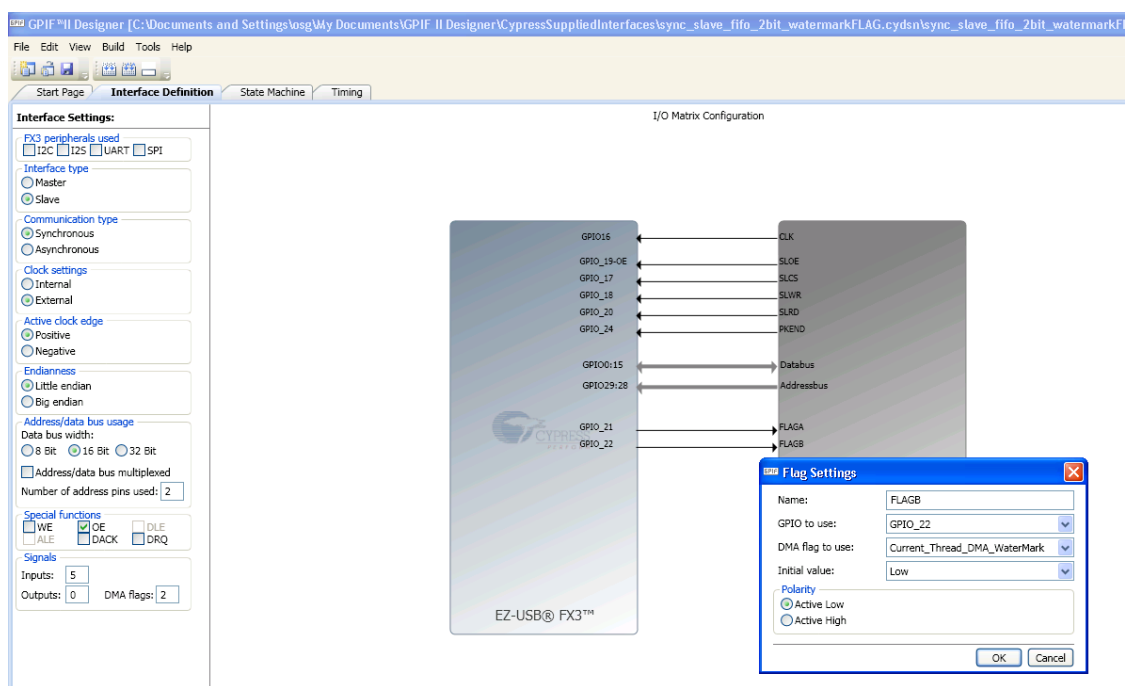 GPIF™II Designer [C:\Documents and Settings\osg\My Documents\GPIF II Designer\CypressSuppliedInterfaces\sync_slave_fifo_2bit_watermarkFLAG.cydsn\sync_slave_fifo_2bit_watermarkFl
File Edit View Build Tools Help
Start Page Interface Definition State Machine Timing
Interface Settings:
FX3 peripherals used
I2C I2S UART SPI
Interface type
Master
Slave
Communication type
Synchronous
Asynchronous
Clock settings
Internal
External
Active clock edge
Positive
Negative
Endianness
Little endian
Big endian
Address/data bus usage
Data bus width:
8 Bit 16 Bit 32 Bit
Address/data bus multiplexed
Number of address pins used: 2
Special functions
WE OE DLE
ALE DACK DRQ
Signals
Inputs: 5
Outputs: 0 DMA flags: 2
I/O Matrix Configuration
GPIO16 CLK
GPIO_19-OE SLOE
GPIO_17 SLCS
GPIO_18 SLWR
GPIO_20 SLRD
GPIO_24 PKEND
GPIO0:15 Databus
GPIO29:28 Addressbus
GPIO_21 FLAGA
GPIO_22 FLAGB
CYPRESS
EZ-USB® FX3™
GPIF Flag Settings
Name: FLAGB
GPIO to use: GPIO_22
DMA flag to use: Current_Thread_DMA_WaterMark
Initial value: Low
Polarity
Active Low
Active High
OK Cancel